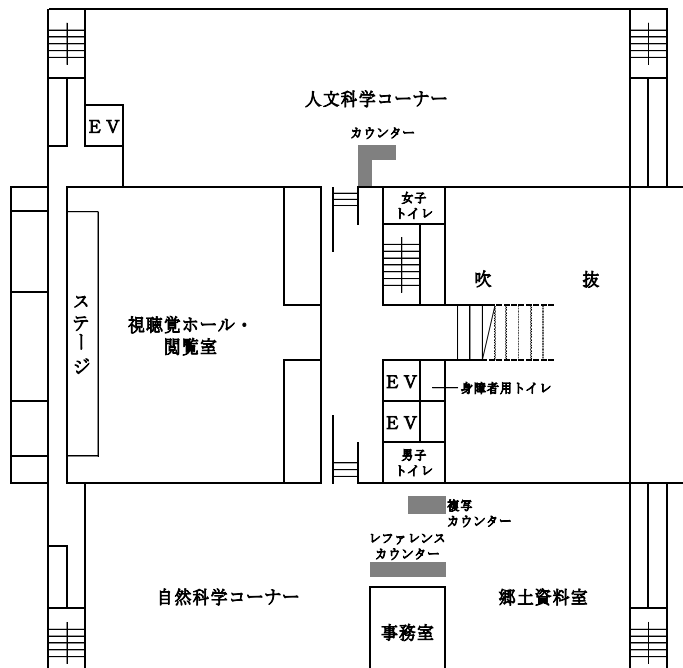 人文科学コーナー
カウンター
EV
女子
トイレ
吹抜
ステージ
視聴覚ホール・
閲覧室
EV
身障者用トイレ
EV
男子
トイレ
複写
カウンター
レファレンス
カウンター
自然科学コーナー
郷土資料室
事務室